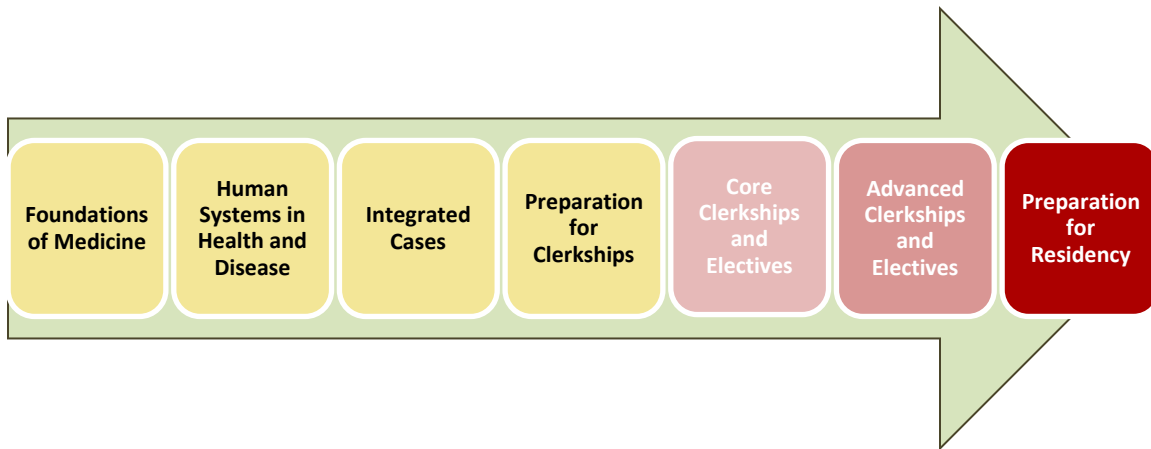 Foundations
of Medicine
Human
Systems in
Health and
Disease
Integrated
Cases
Preparation
for
Clerkships
Core
Clerkships
and
Electives
Advanced
Clerkships
and
Electives
Preparation
for
Residency